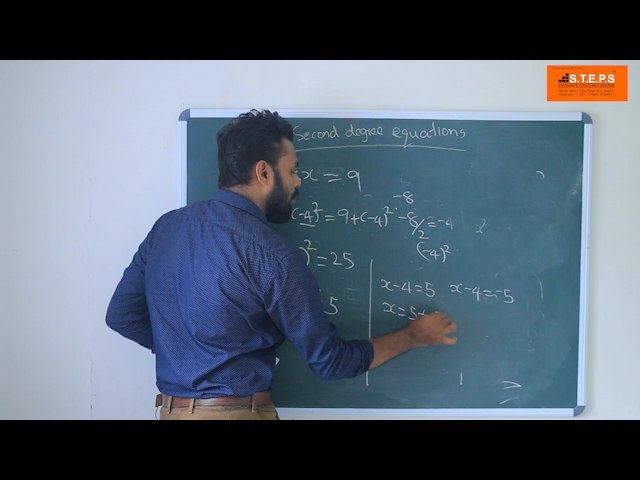 S.T.E.P.S
Second degree equations
x = 9
-8
-4)² = 9+(-4)² -8/2 = -4
(-4)²
)² = 25
x-4=5 x-4=-5
5 x=5+